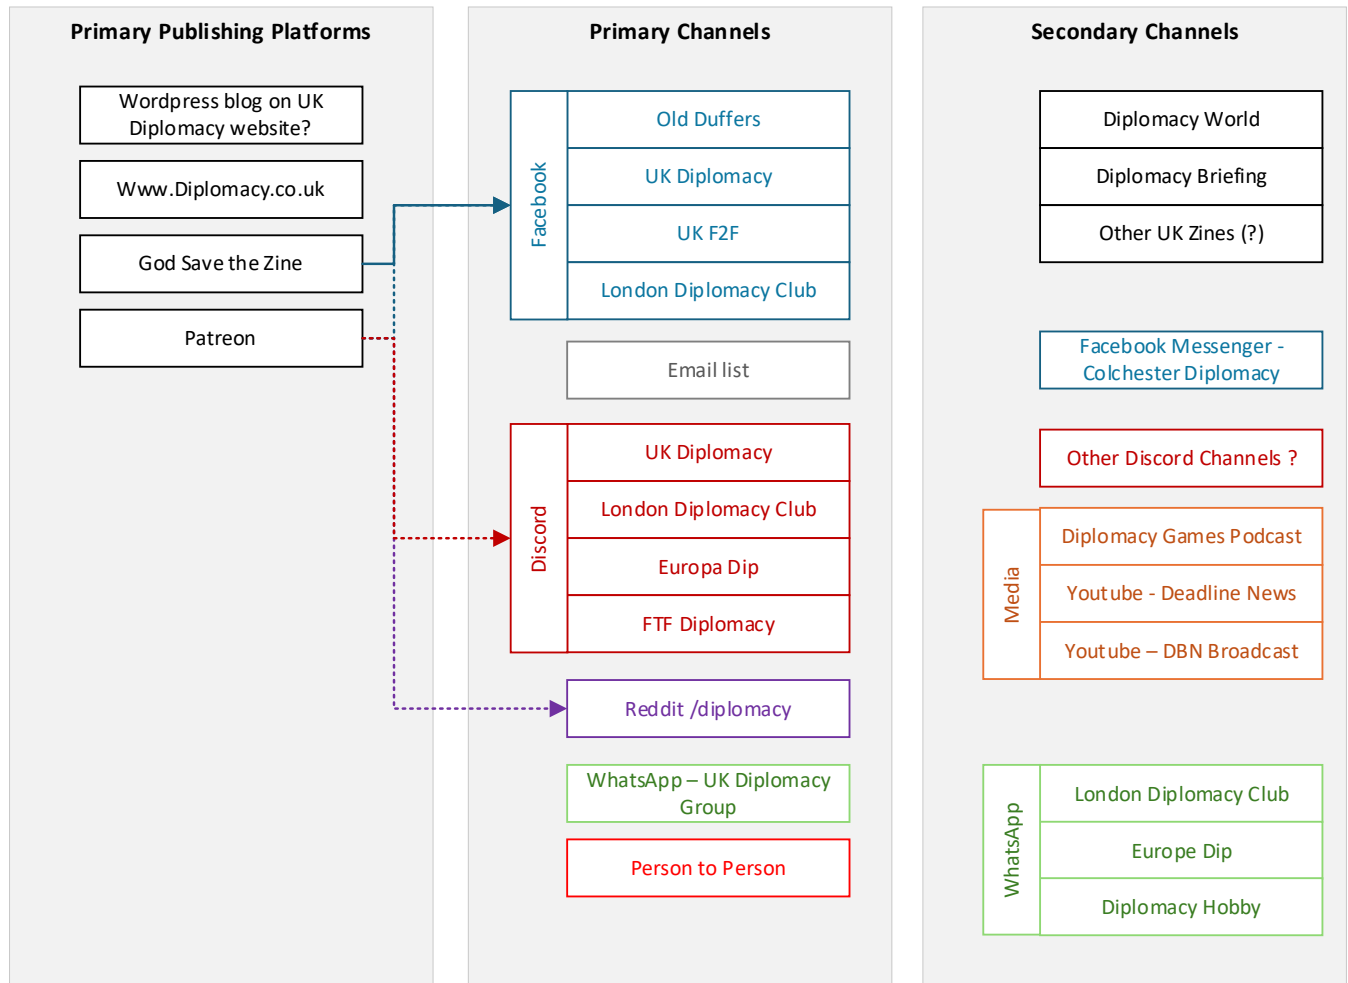 Primary Publishing Platforms
Wordpress blog on UK
Diplomacy website?
Www.Diplomacy.co.uk
God Save the Zine
Patreon
Primary Channels
Facebook
Old Duffers
UK Diplomacy
UK F2F
London Diplomacy Club
Email list
Discord
UK Diplomacy
London Diplomacy Club
Europa Dip
FTF Diplomacy
Reddit /diplomacy
WhatsApp – UK Diplomacy
Group
Person to Person
Secondary Channels
Diplomacy World
Diplomacy Briefing
Other UK Zines (?)
Facebook Messenger -
Colchester Diplomacy
Other Discord Channels ?
Media
Diplomacy Games Podcast
Youtube - Deadline News
Youtube – DBN Broadcast
WhatsApp
London Diplomacy Club
Europe Dip
Diplomacy Hobby